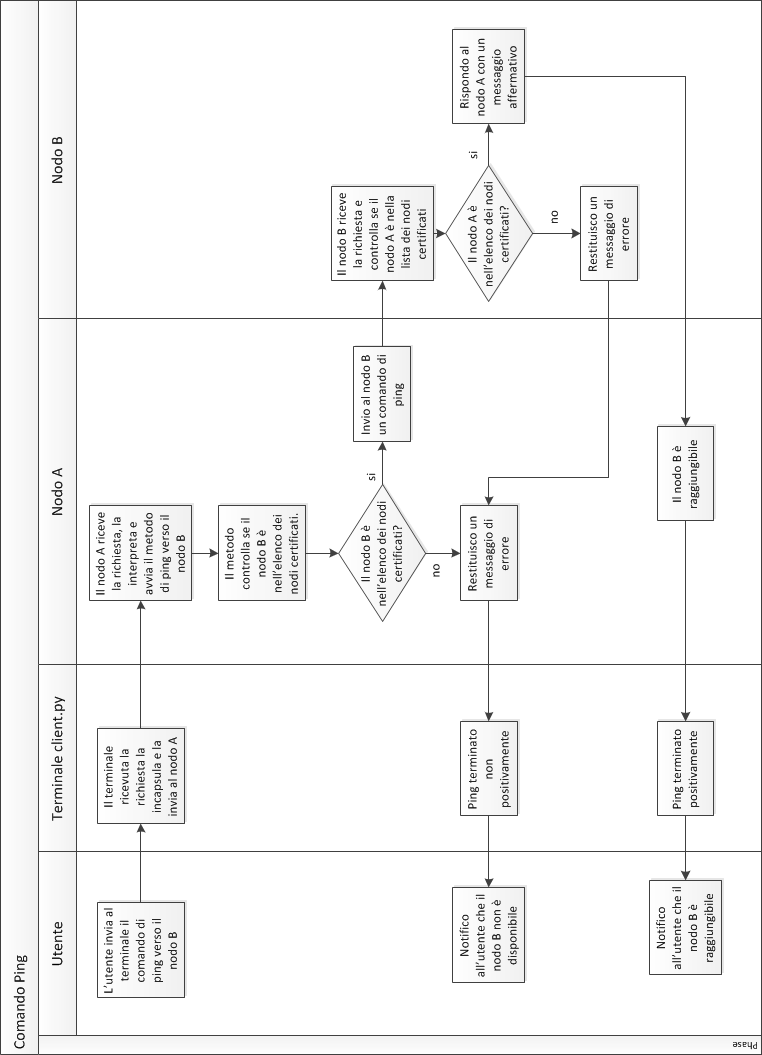 Comando Ping
Utente
Terminale client.py
Nodo A
Nodo B
Phase
L'utente invia al
terminale il
comando di
ping verso il
nodo B
Il terminale
ricevuta la
richiesta la
incapsula e la
invia al nodo A
Il nodo A riceve
la richiesta, la
interpreta e
avvia il metodo
di ping verso il
nodo B
Il metodo
controlla se il
nodo B è
nell'elenco dei
nodi certificati.
Il nodo B è
nell'elenco dei nodi
certificati?
si
no
Invio al nodo B
un comando di
ping
Il nodo B riceve
la richiesta e
controlla se il
nodo A è nella
lista dei nodi
certificati
Il nodo A è
nell'elenco dei nodi
certificati?
si
no
Rispondo al
nodo A con un
messaggio
affermativo
Restituisco un
messaggio di
errore
Restituisco un
messaggio di
errore
Ping terminato
non
positivamente
Notifico
all'utente che il
nodo B non è
disponibile
Il nodo B è
raggiungibile
Ping terminato
positivamente
Notifico
all'utente che il
nodo B è
raggiungibile